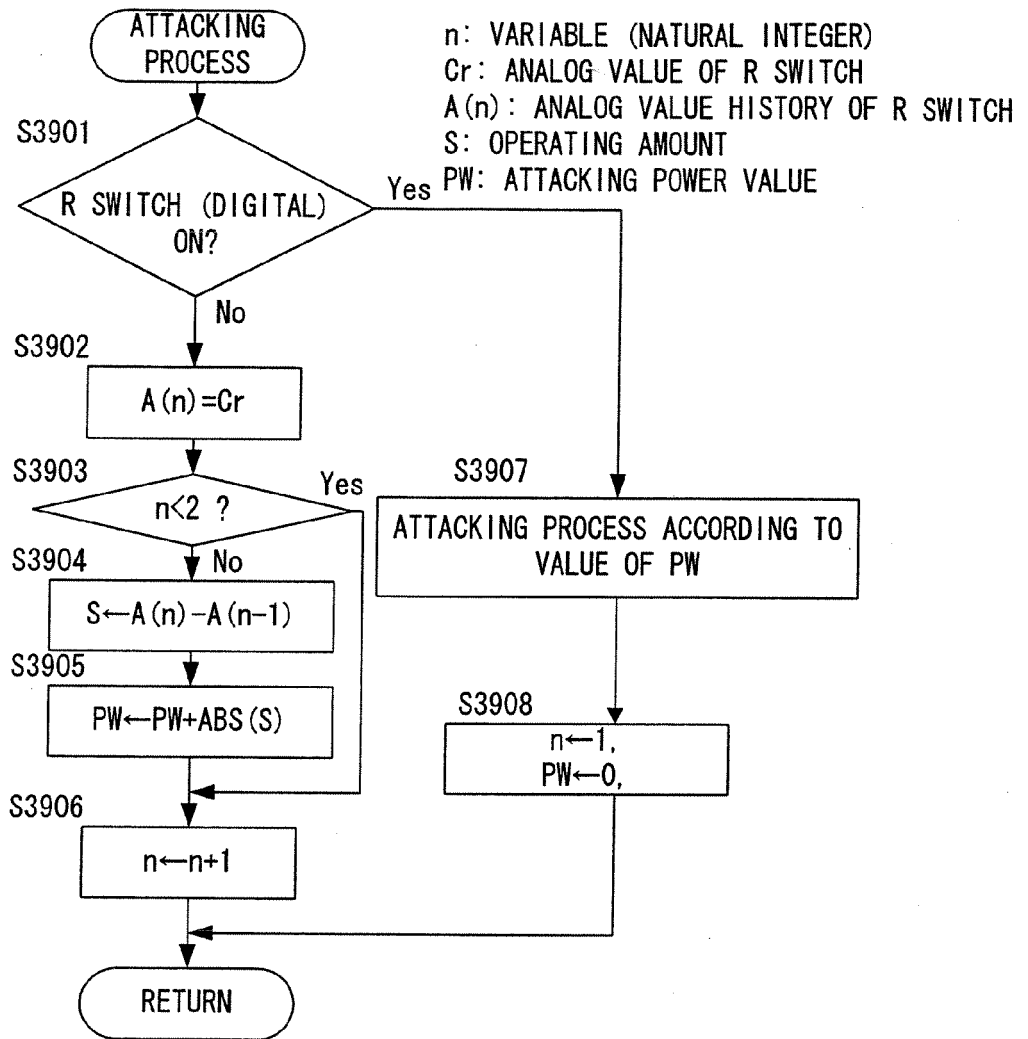 ATTACKING
PROCESS
n: VARIABLE (NATURAL INTEGER)
Cr: ANALOG VALUE OF R SWITCH
A(n): ANALOG VALUE HISTORY OF R SWITCH
S: OPERATING AMOUNT
PW: ATTACKING POWER VALUE
S3901
R SWITCH (DIGITAL)
ON?
Yes
No
S3902
A(n)=Cr
S3903
n<2 ?
Yes
No
S3904
S←A(n)-A(n-1)
S3905
PW←PW+ABS(S)
S3906
n←n+1
S3907
ATTACKING PROCESS ACCORDING TO
VALUE OF PW
S3908
n←1,
PW←0,
RETURN